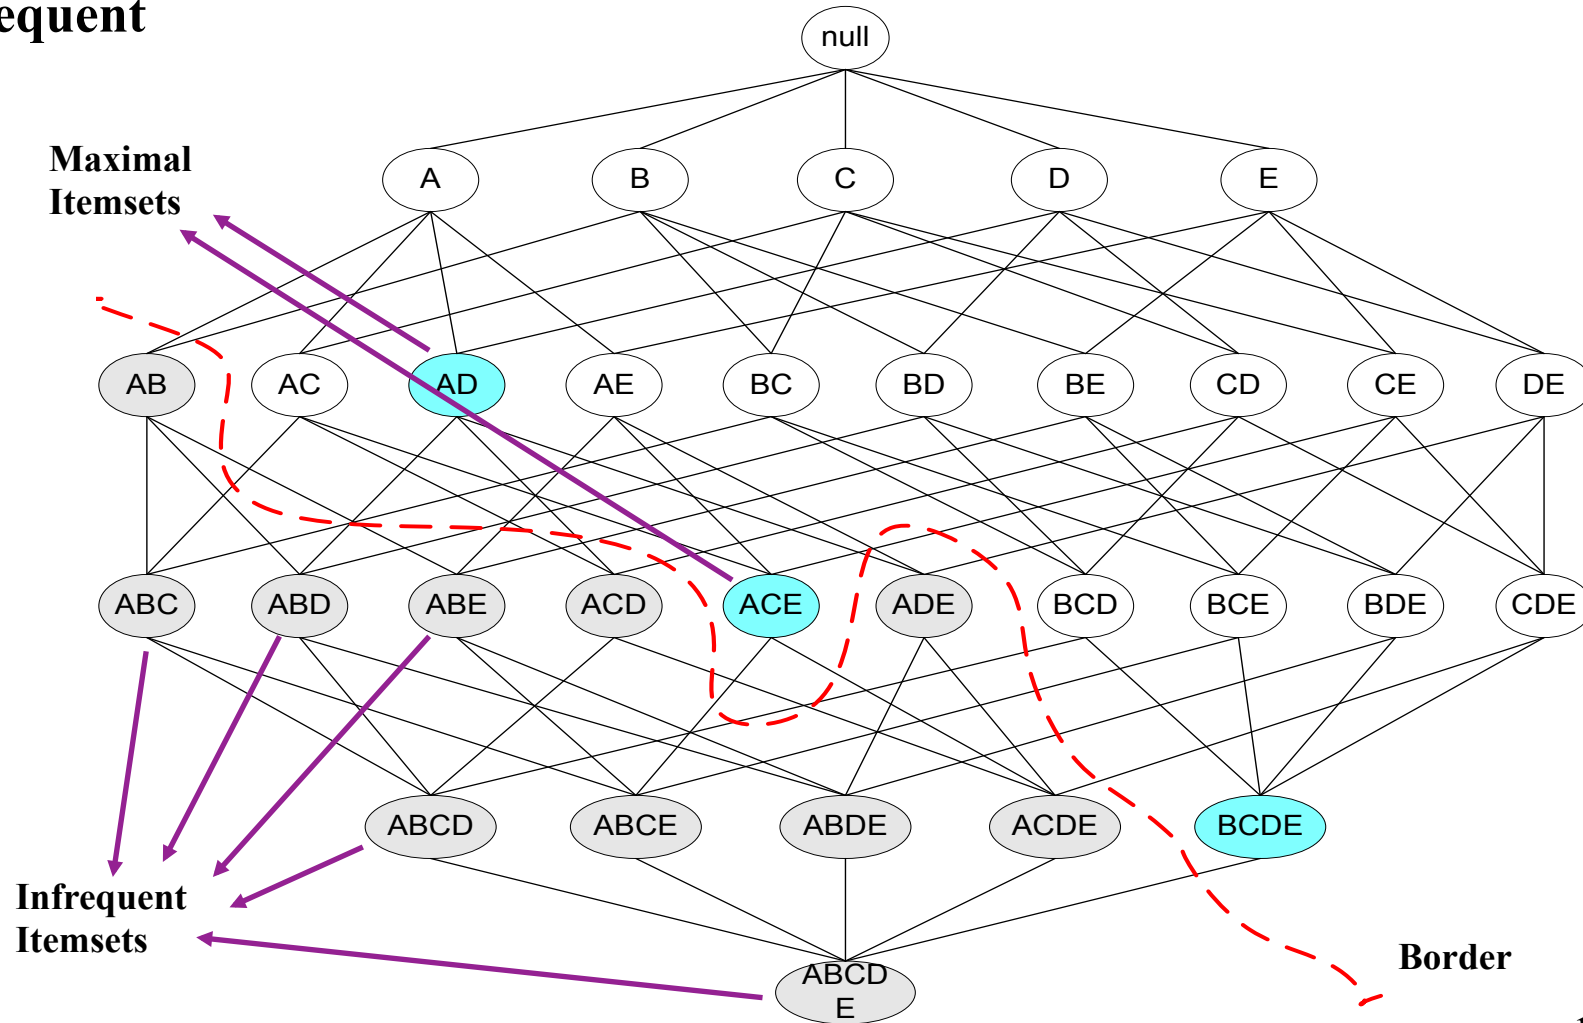 equent
null
Maximal
Itemsets
A B C D E
AB AC AD AE BC BD BE CD CE DE
ABC ABD ABE ACD ACE ADE BCD BCE BDE CDE
ABCD ABCE ABDE ACDE BCDE
Infrequent
Itemsets
Border
ABCD
E